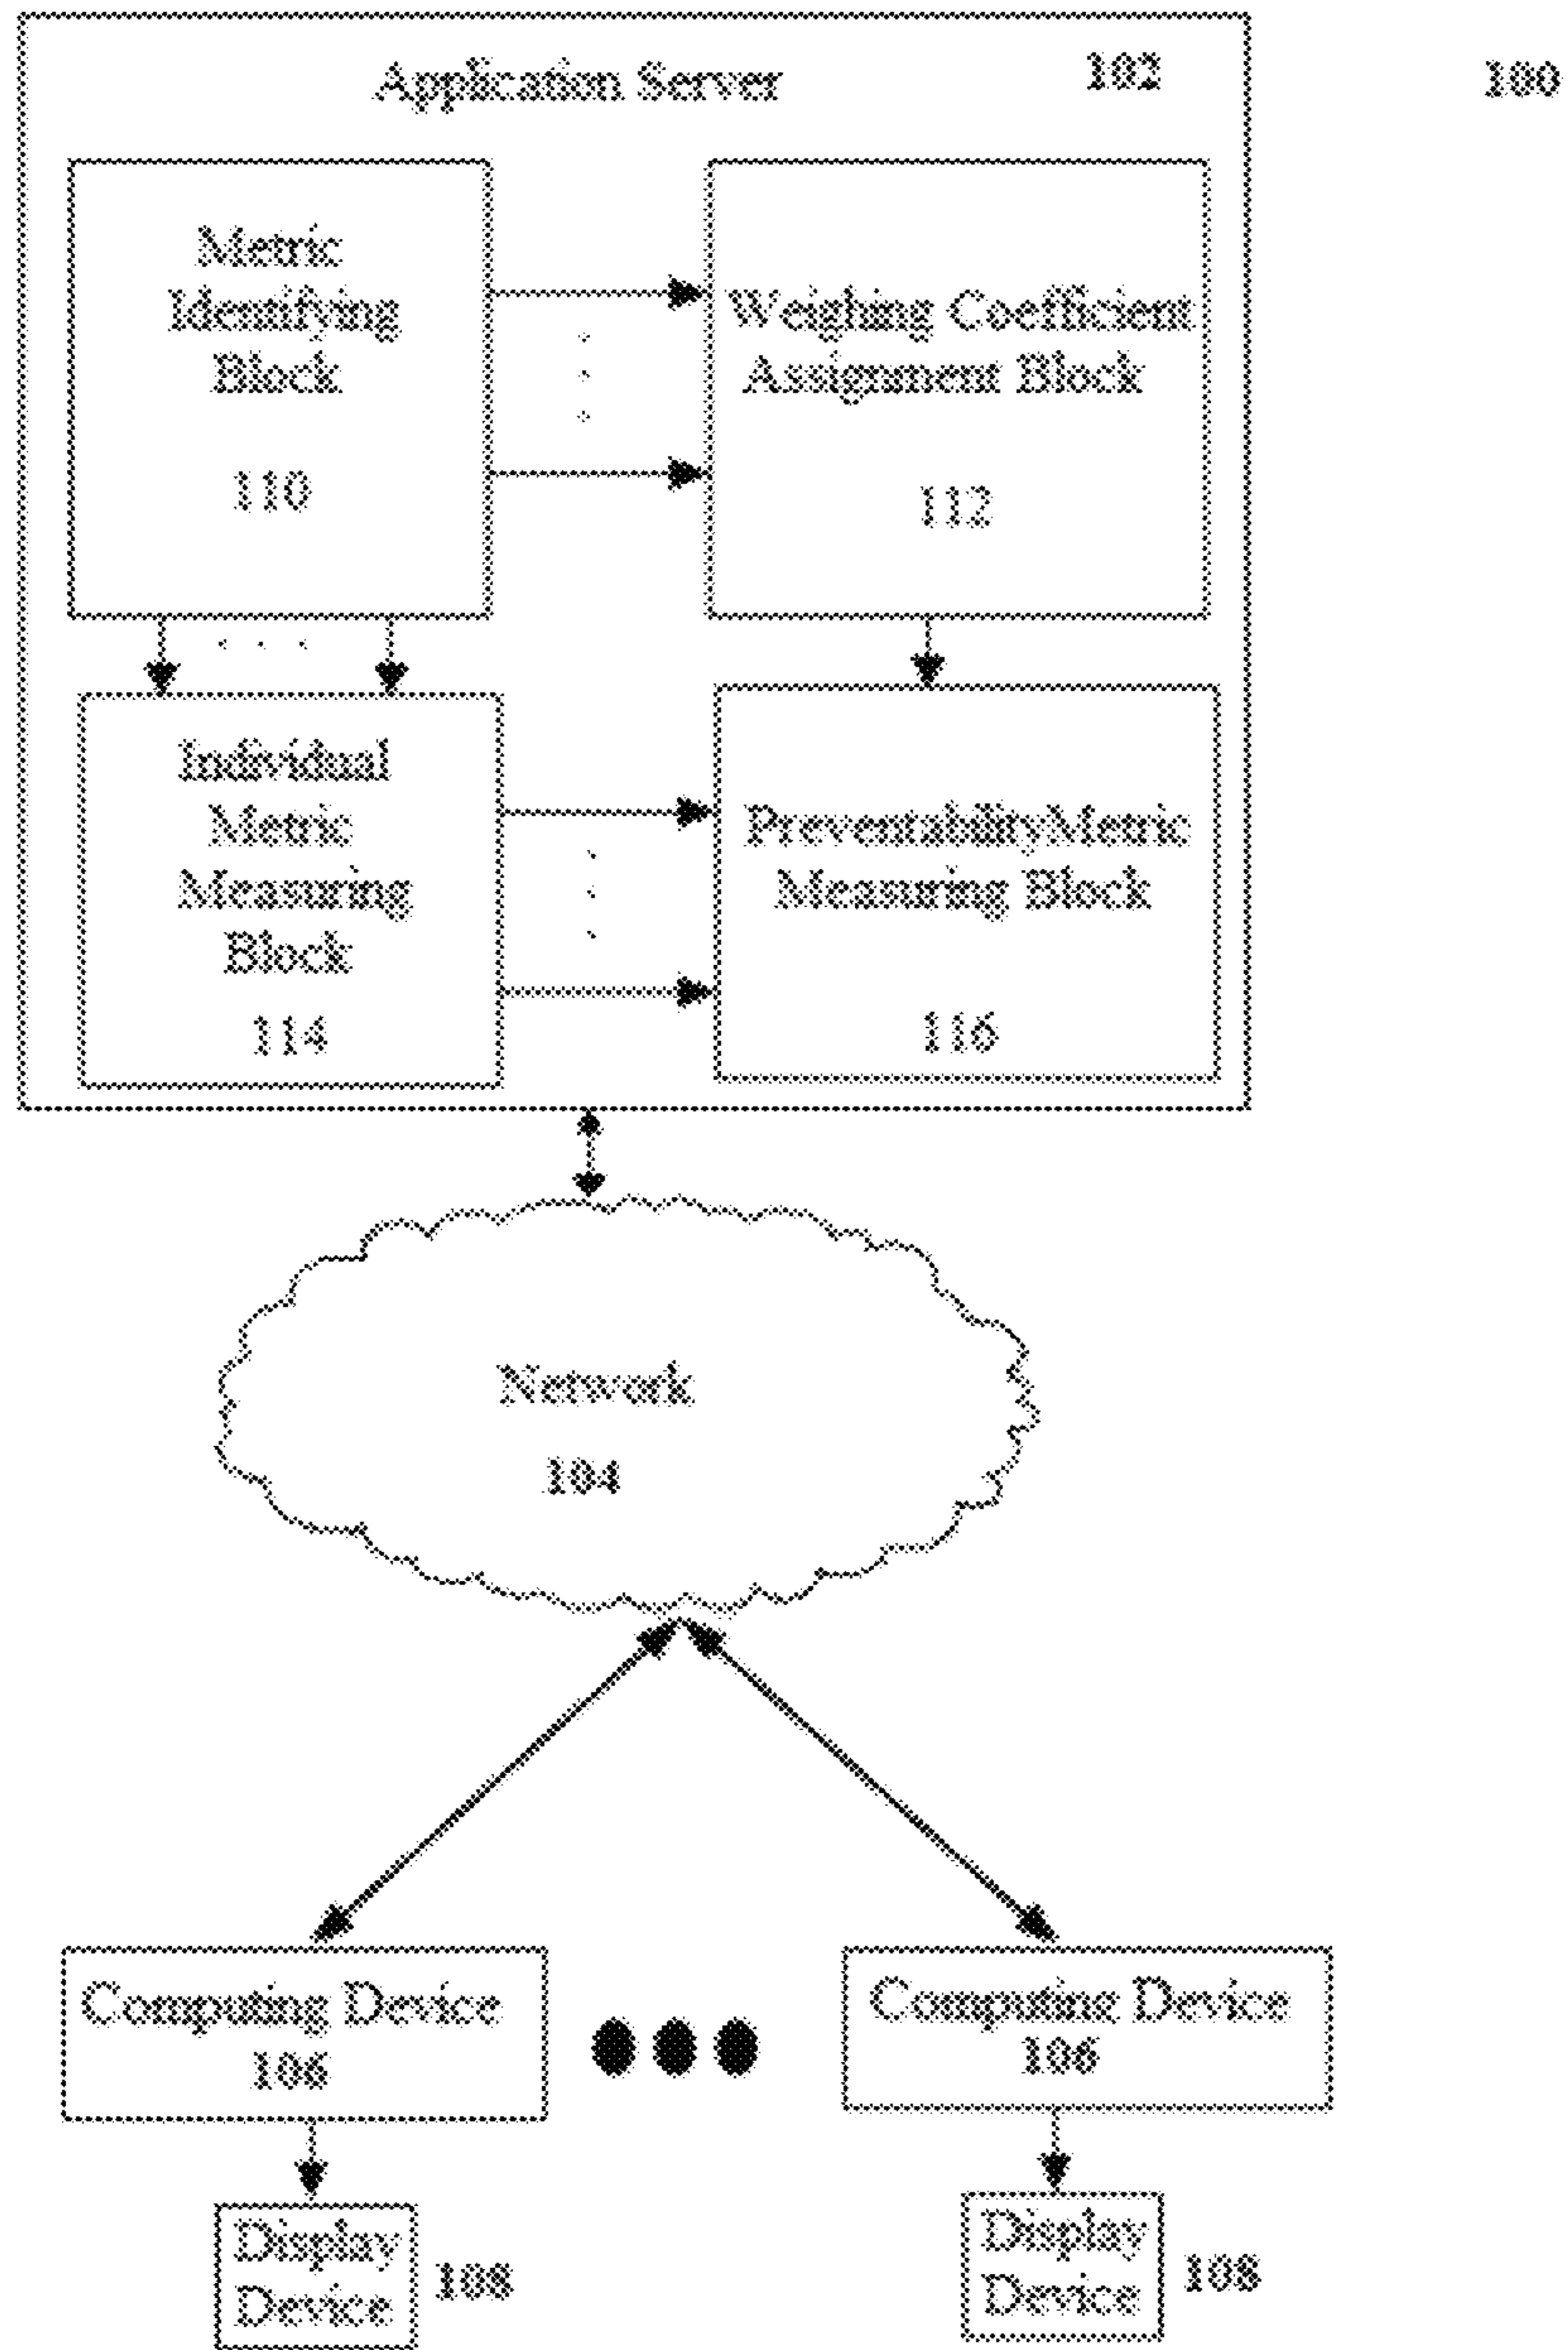 Application Server
102
100
Metric
Identifying
Block
110
Weighing Coefficient
Assignment Block
112
Individual
Metric
Measuring
Block
114
PreventabilityMetric
Measuring Block
116
Network
104
Computing Device
106
Computing Device
106
Display
Device
108
Display
Device
108